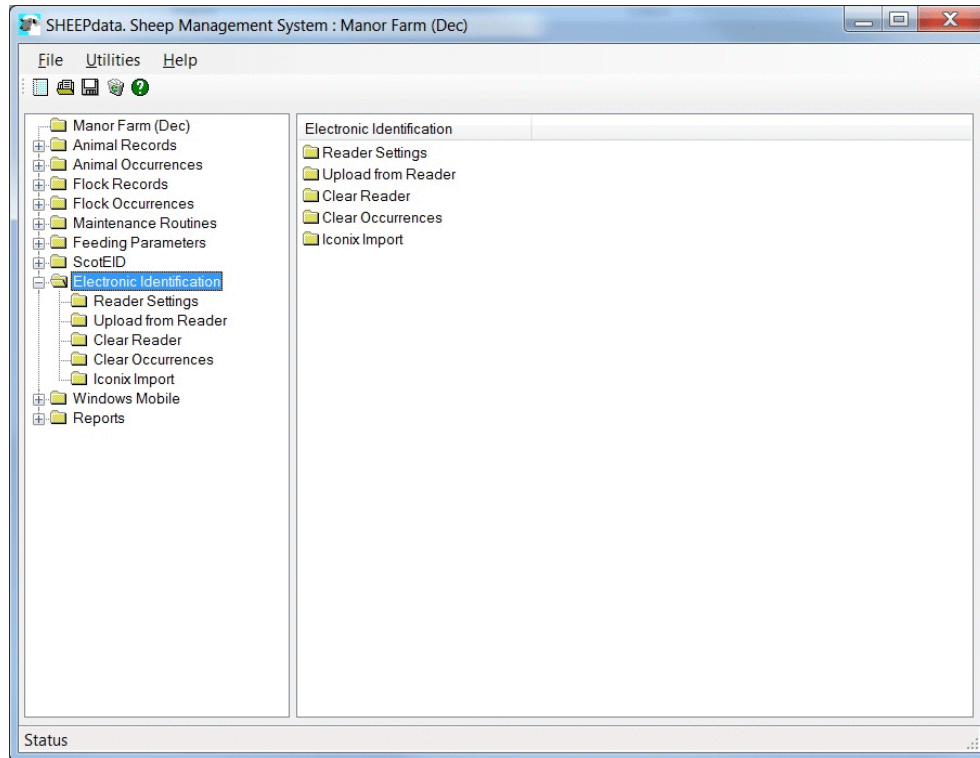 SHEEPdata. Sheep Management System : Manor Farm (Dec)
File Utilities Help
Manor Farm (Dec)
Animal Records
Animal Occurrences
Flock Records
Flock Occurrences
Maintenance Routines
Feeding Parameters
ScotEID
Electronic Identification
Reader Settings
Upload from Reader
Clear Reader
Clear Occurrences
Iconix Import
Windows Mobile
Reports
Electronic Identification
Reader Settings
Upload from Reader
Clear Reader
Clear Occurrences
Iconix Import
Status